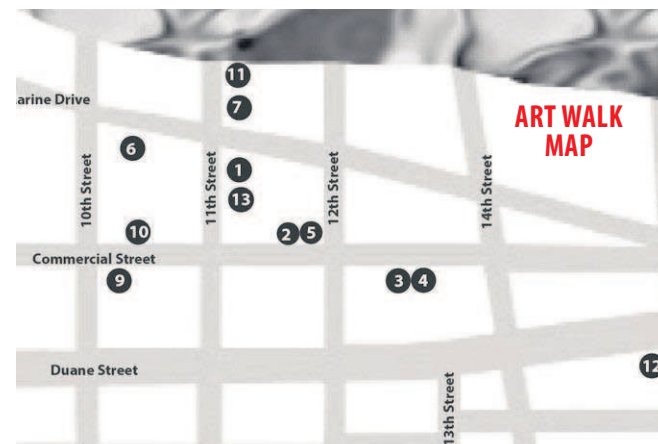 11
arine Drive
7
ART WALK
MAP
6
1
10th Street
11th Street
12th Street
14th Street
13
10
2
5
Commercial Street
9
3
4
Duane Street
12
13th Street